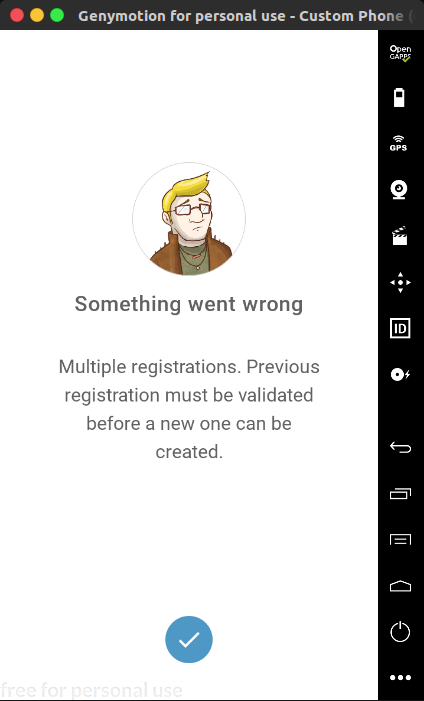 Genymotion for personal use - Custom Phone (
Open
GAPPS
GPS
Something went wrong
ID
Multiple registrations. Previous
registration must be validated
before a new one can be
created.
free for personal use